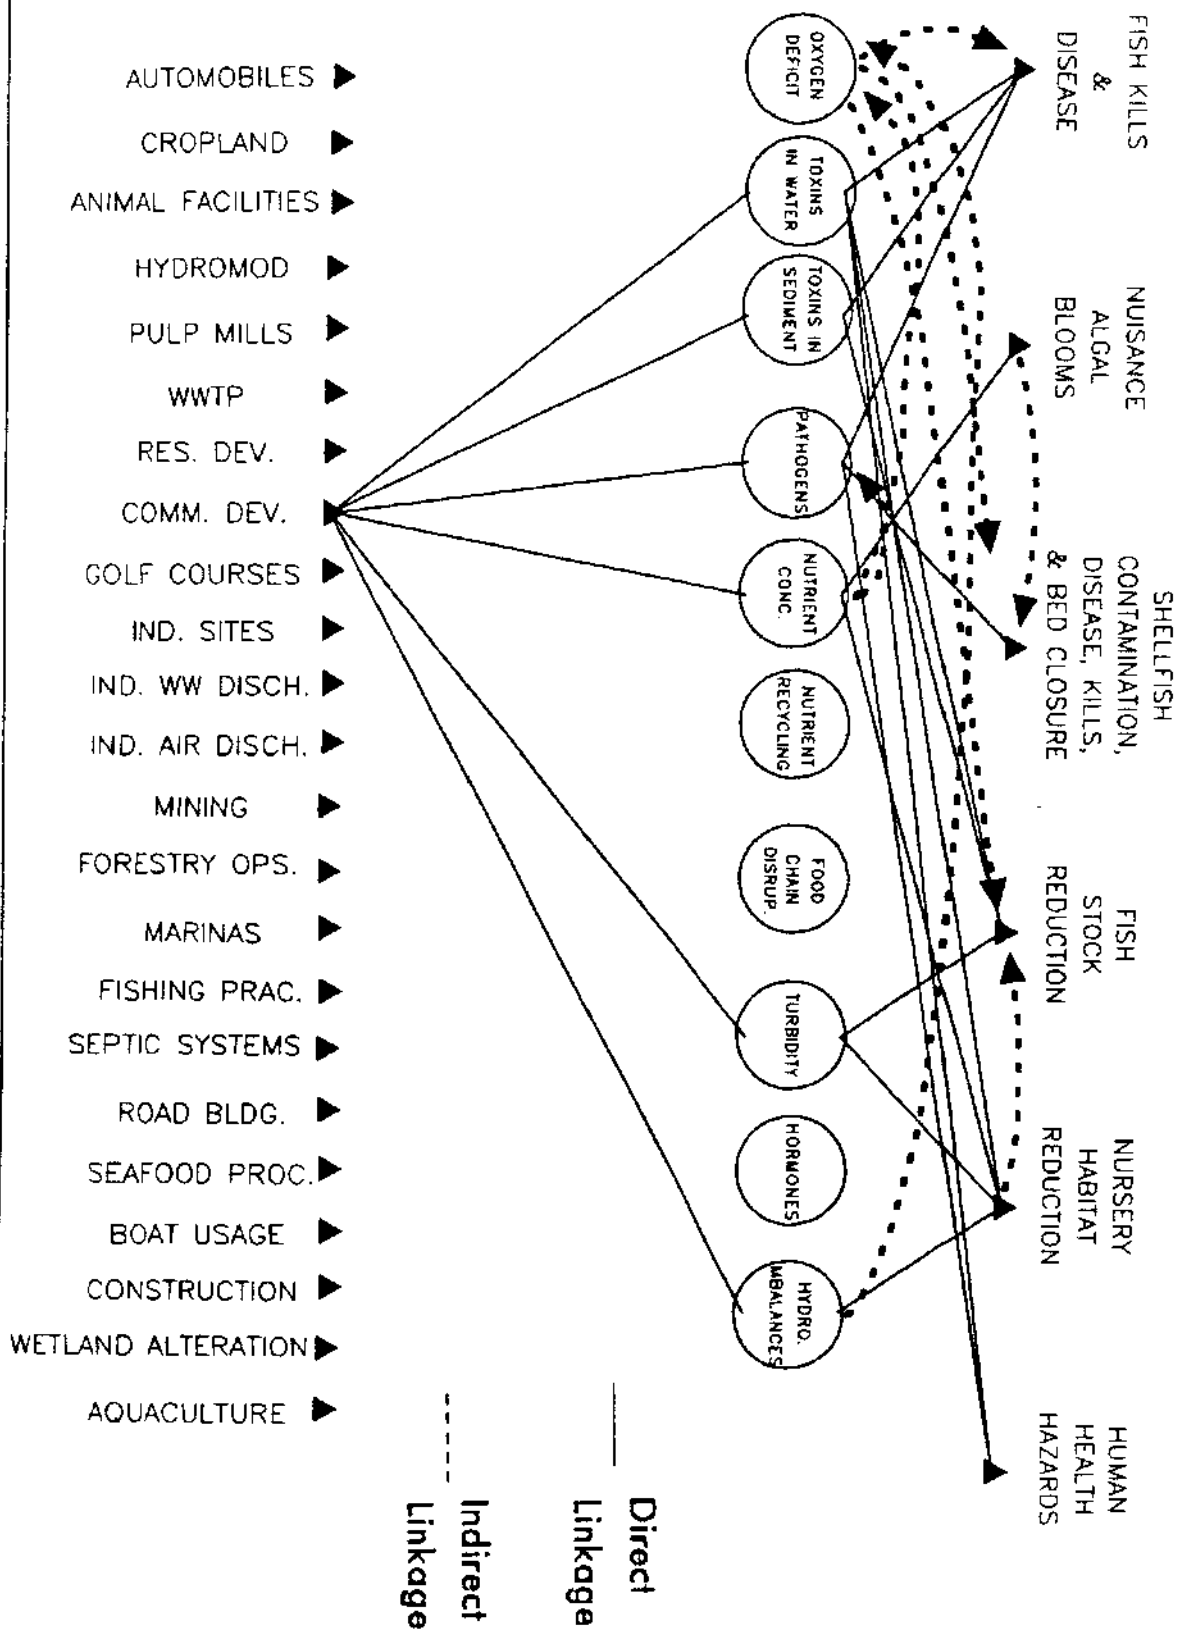 FISH KILLS
&
DISEASE
NUISANCE
ALGAL
BLOOMS
SHELLFISH
CONTAMINATION,
DISEASE, KILLS,
& BED CLOSURE
FISH
STOCK
REDUCTION
NURSERY
HABITAT
REDUCTION
HUMAN
HEALTH
HAZARDS
OXYGEN
DEFICIT
TOXINS
IN WATER
TOXINS IN
SEDIMENT
PATHOGENS
NUTRIENT
CONC.
NUTRIENT
RECYCLING
FOOD
CHAIN
DISRUP.
TURBIDITY
HORMONES
HYDRO.
IMBALANCES
AUTOMOBILES
CROPLAND
ANIMAL FACILITIES
HYDROMOD
PULP MILLS
WWTP
RES. DEV.
COMM. DEV.
GOLF COURSES
IND. SITES
IND. WW DISCH.
IND. AIR DISCH.
MINING
FORESTRY OPS.
MARINAS
FISHING PRAC.
SEPTIC SYSTEMS
ROAD BLDG.
SEAFOOD PROC.
BOAT USAGE
CONSTRUCTION
WETLAND ALTERATION
AQUACULTURE
Direct
Linkage
Indirect
Linkage